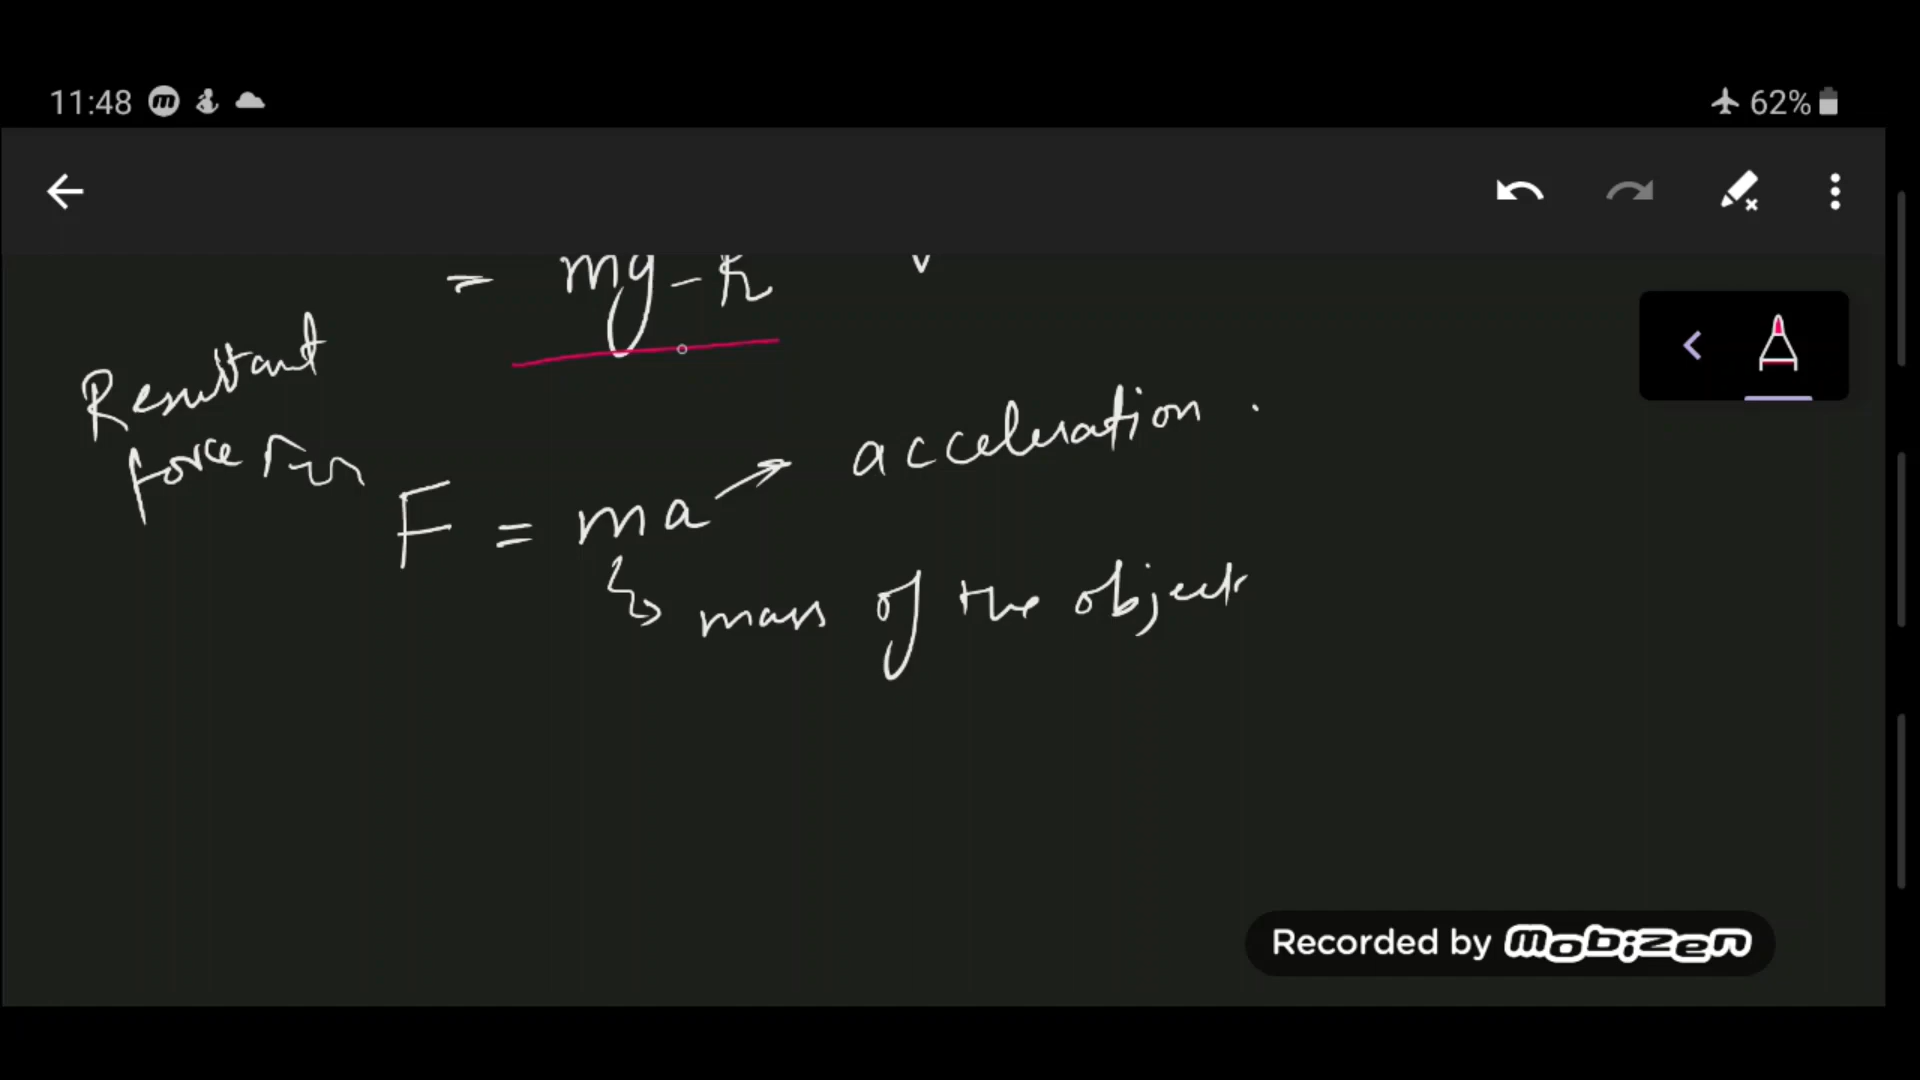 11:48
62%
= mg - R
Resultant
force
F = ma → acceleration .
mass of the object
Recorded by mobizen